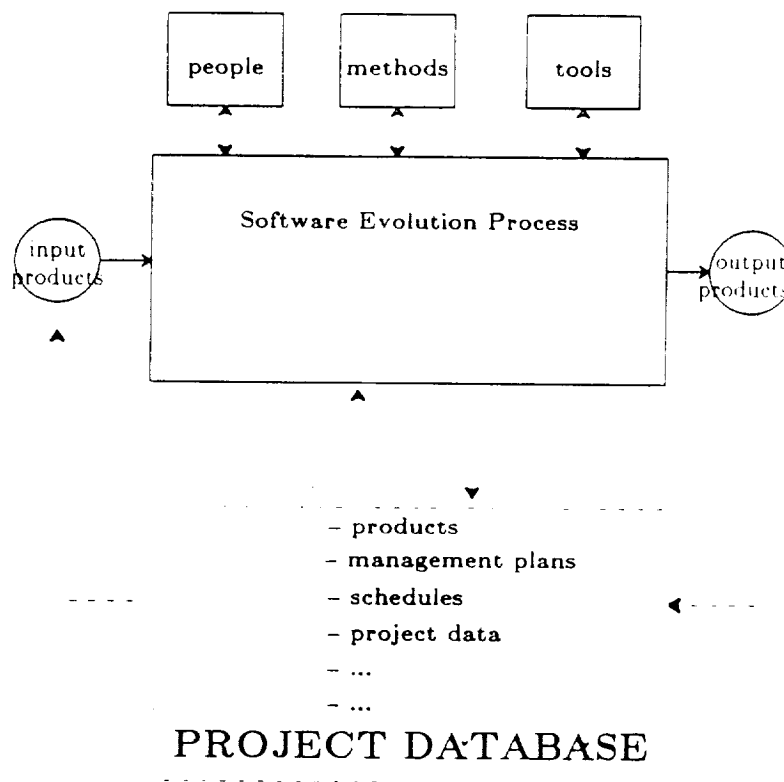 people methods tools
Software Evolution Process
input
products
output
products
- products
- management plans
- schedules
- project data
- ...
- ...
PROJECT DATABASE